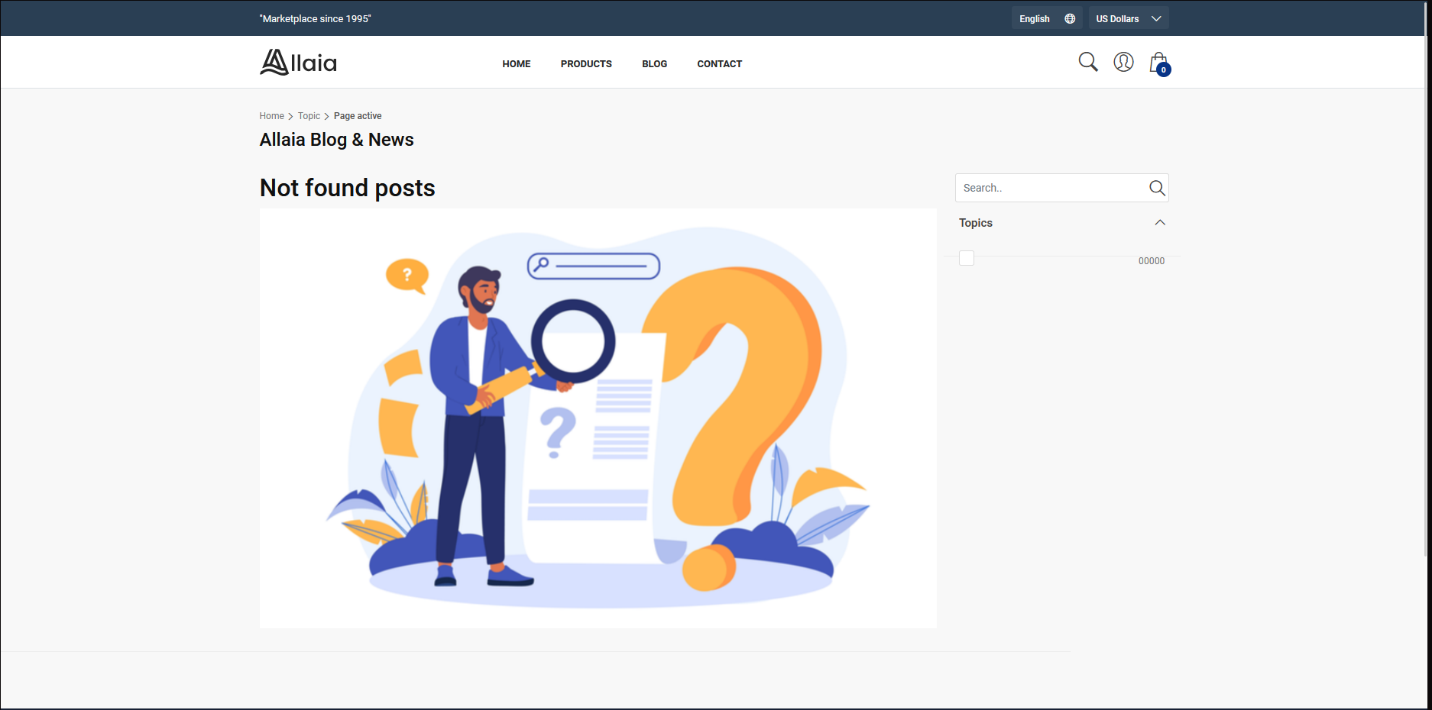 "Marketplace since 1995"
English
US Dollars
Allaia
HOME
PRODUCTS
BLOG
CONTACT
0
Home > Topic > Page active
Allaia Blog & News
Not found posts
Search..
Topics
00000
?
?
?